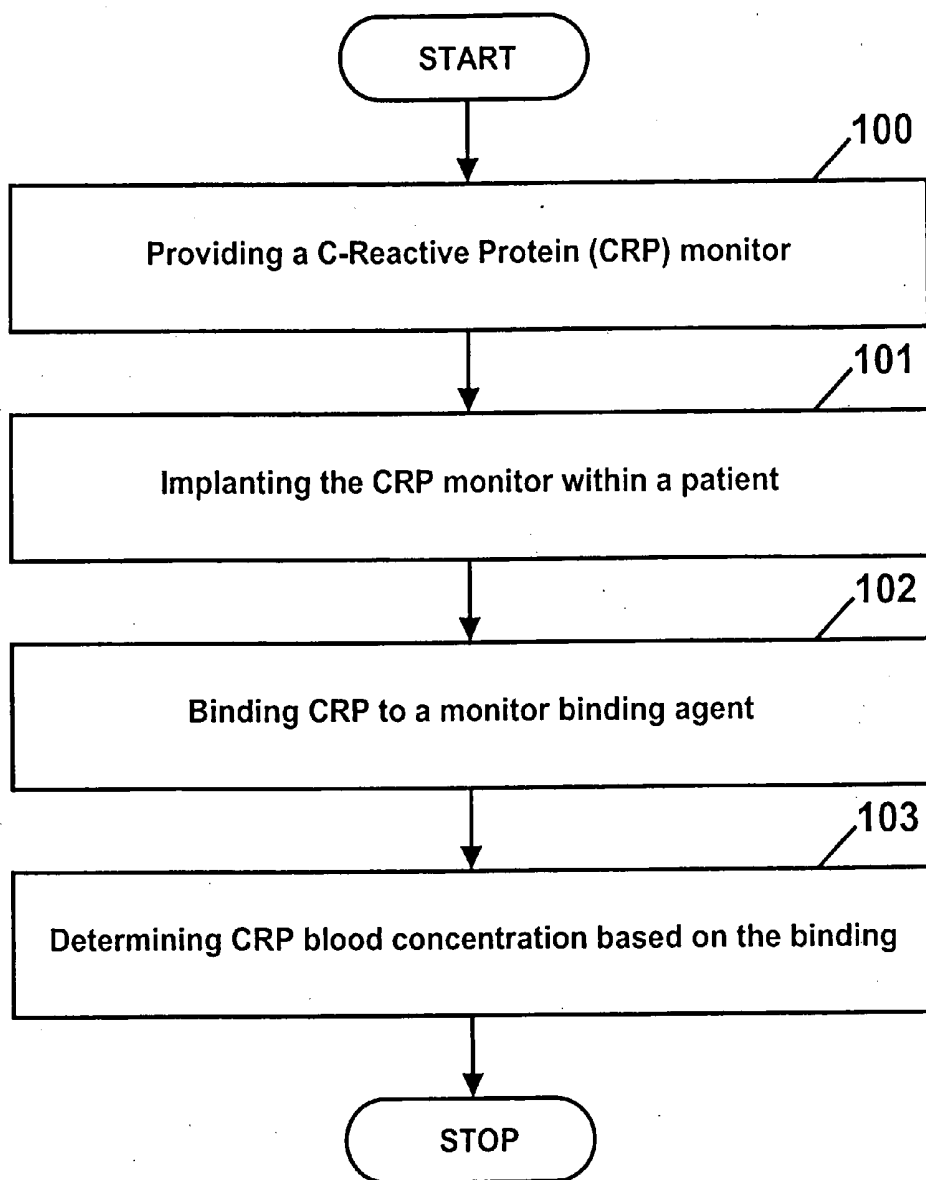 START
100
Providing a C-Reactive Protein (CRP) monitor
101
Implanting the CRP monitor within a patient
102
Binding CRP to a monitor binding agent
103
Determining CRP blood concentration based on the binding
STOP